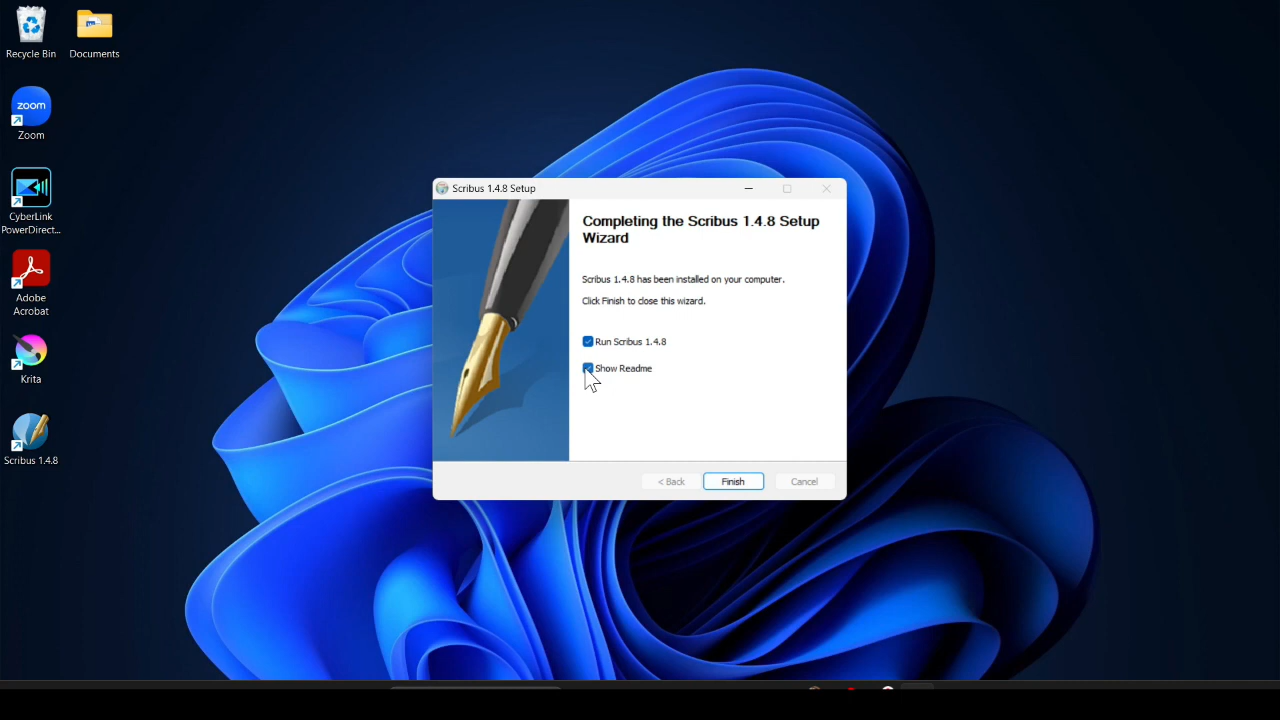 Recycle Bin
Documents
zoom
Zoom
CyberLink
PowerDirect...
Adobe
Acrobat
Krita
Scribus 1.4.8
Scribus 1.4.8 Setup
Completing the Scribus 1.4.8 Setup
Wizard
Scribus 1.4.8 has been installed on your computer.
Click Finish to close this wizard.
Run Scribus 1.4.8
Show Readme
< Back
Finish
Cancel